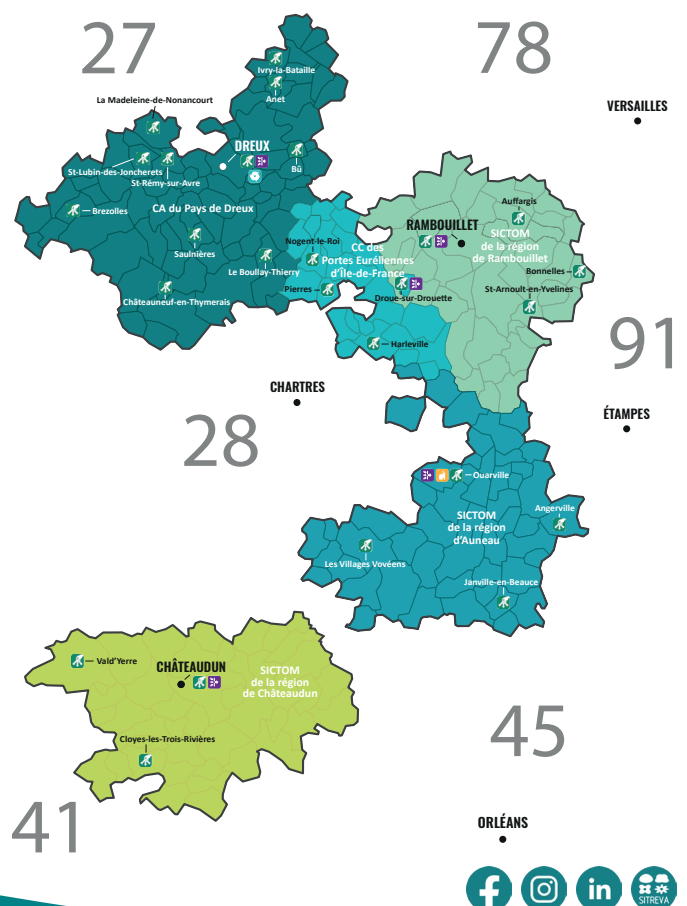 27
78
Ivry-la-Bataille
Anet
La Madeleine-de-Nonancourt
VERSAILLES
DREUX
St-Lubin-des-Joncherets
St-Rémy-sur-Avre
Bû
Brezolles
CA du Pays de Dreux
Auffargis
RAMBOUILLET
SICTOM
de la région
de Rambouillet
Saulnières
Nogent-le-Roi
CC des
Portes Euréliennes
d'Île-de-France
Le Boullay-Thierry
Bonnelles
St-Arnoult-en-Yvelines
Châteauneuf-en-Thymerais
Pierres
Droue-sur-Drouette
Harleville
91
CHARTRES
ÉTAMPES
28
Ouarville
SICTOM
de la région
d'Auneau
Angerville
Les Villages Vovéens
Janville-en-Beauce
Vald'Yerre
CHÂTEAUDUN
SICTOM
de la région
de Châteaudun
Cloyes-les-Trois-Rivières
45
41
ORLÉANS
f
in
SITREVA